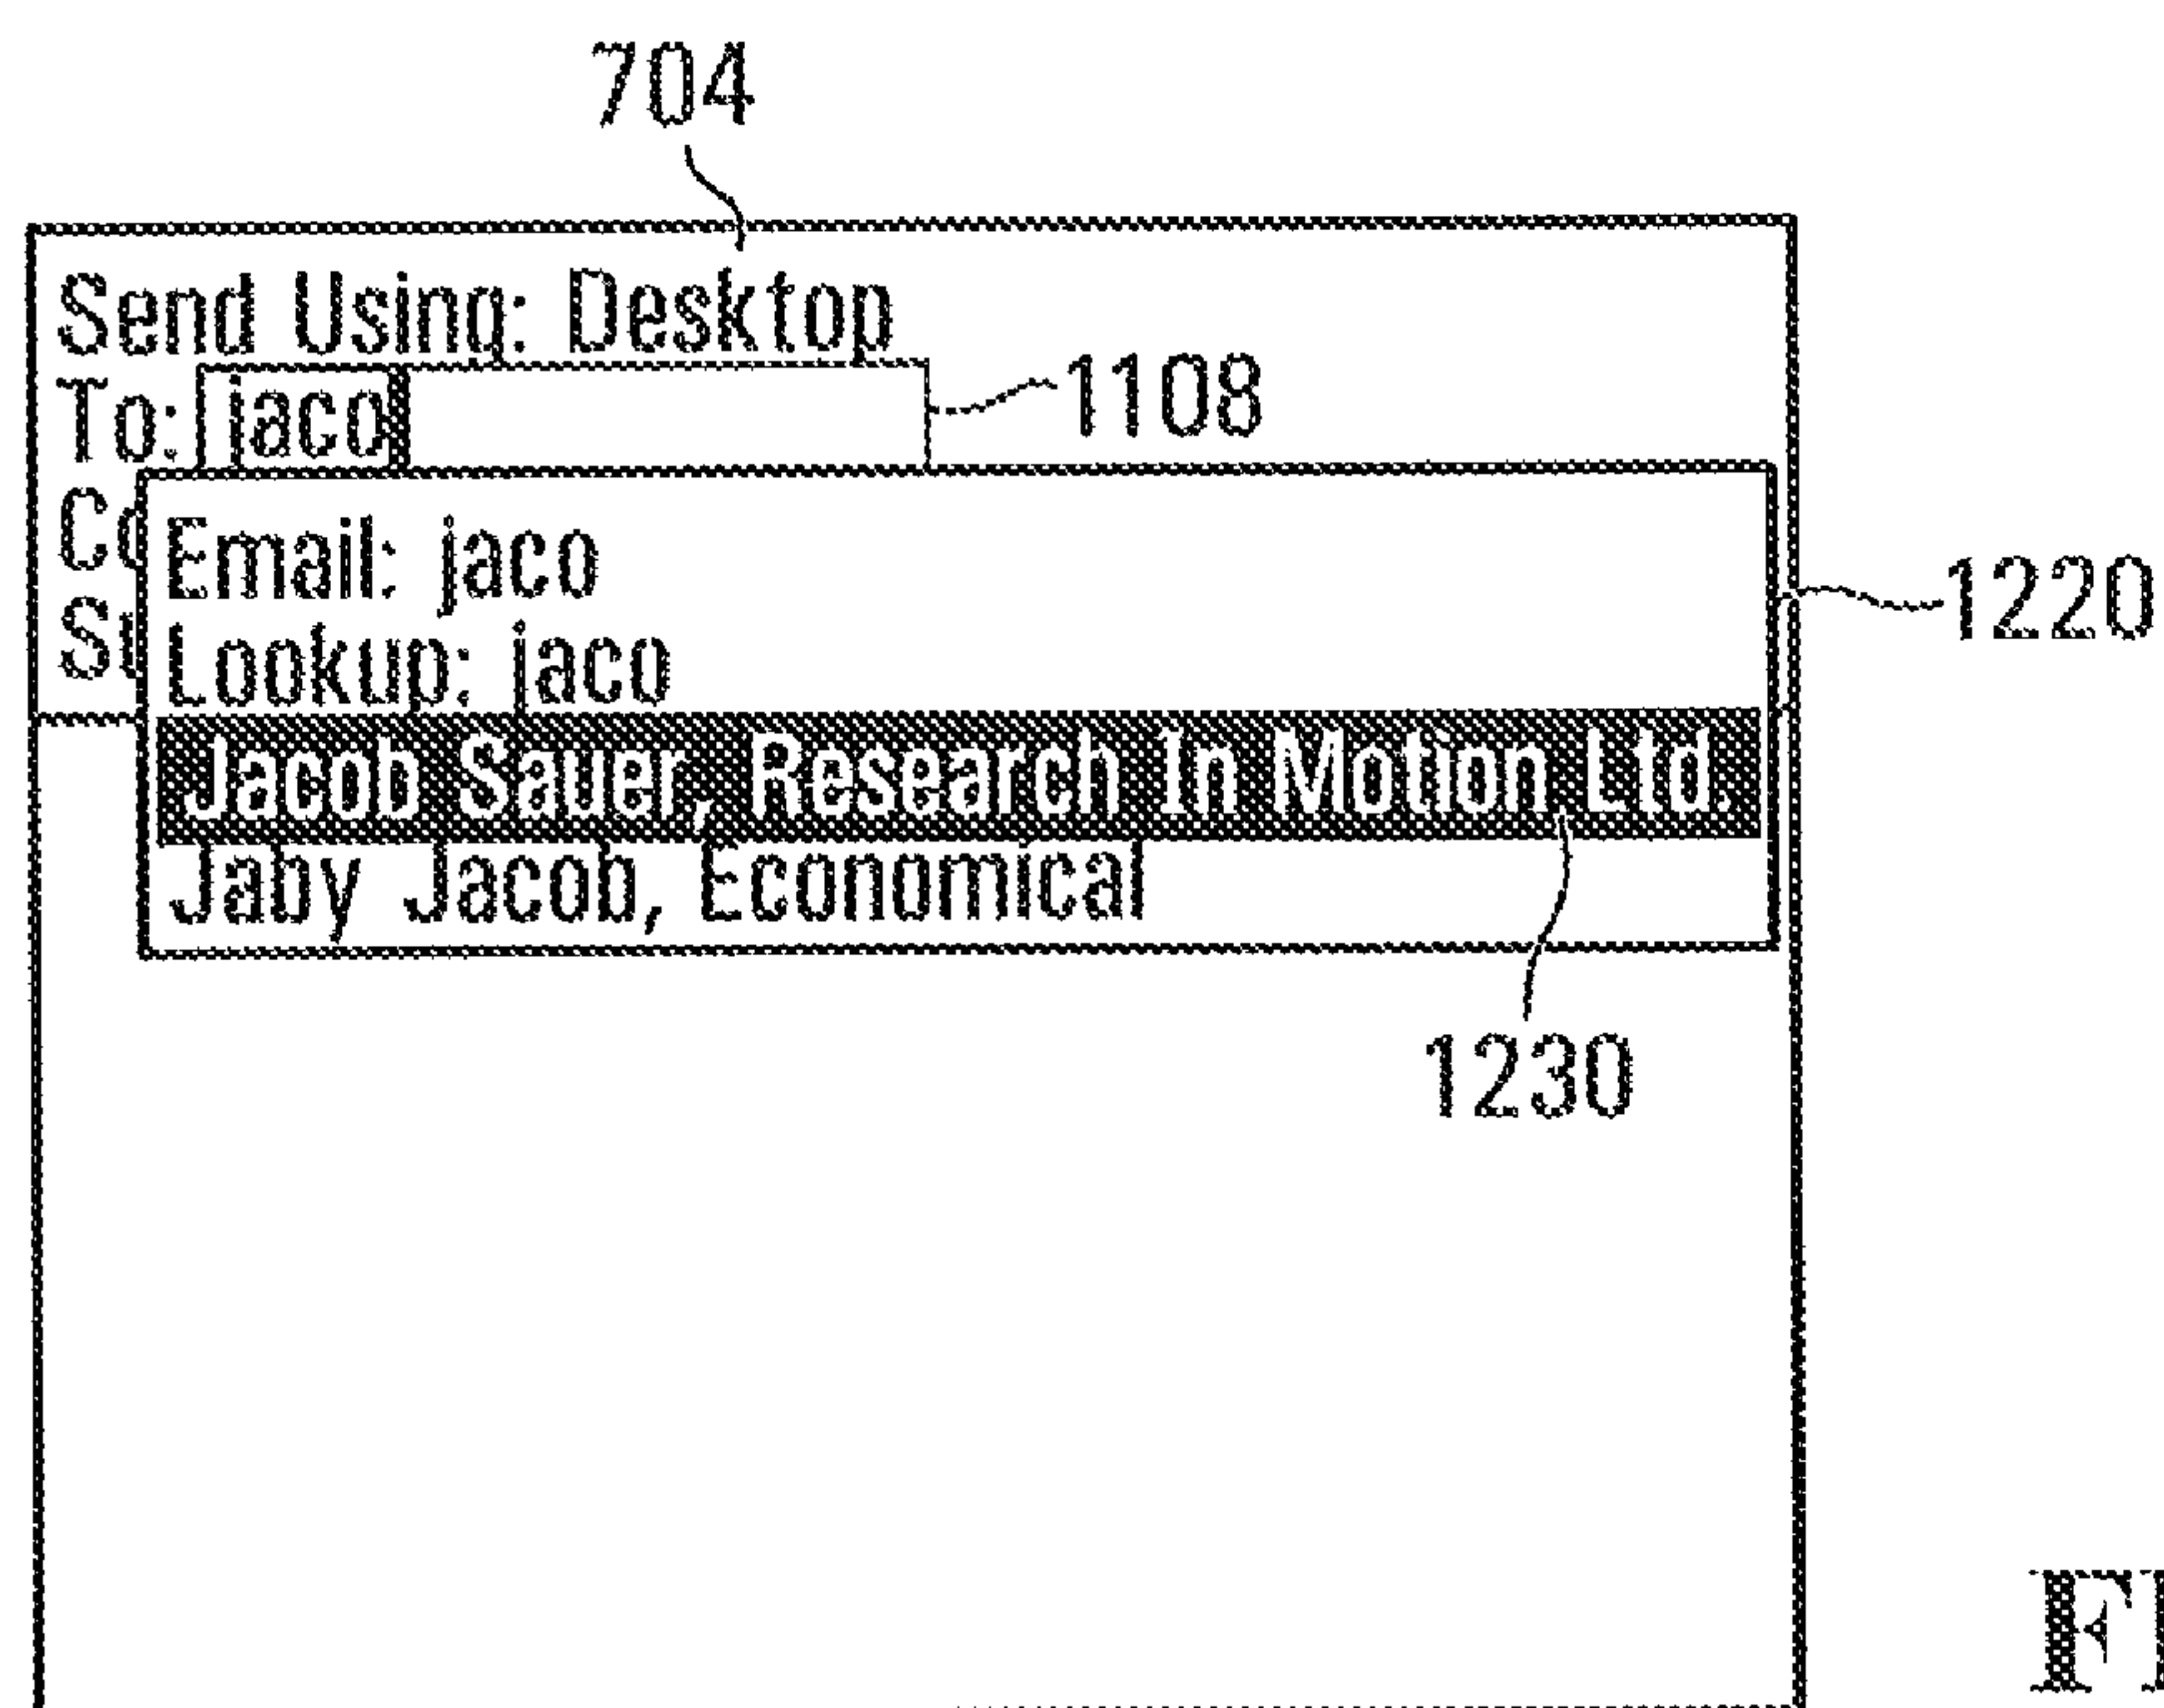 704
Send Using: Desktop
To: jaco
1108
Email: jaco
1220
Lookup: jaco
Jacob Sauer, Research In Motion Ltd.
Jaby Jacob, Economical
1230